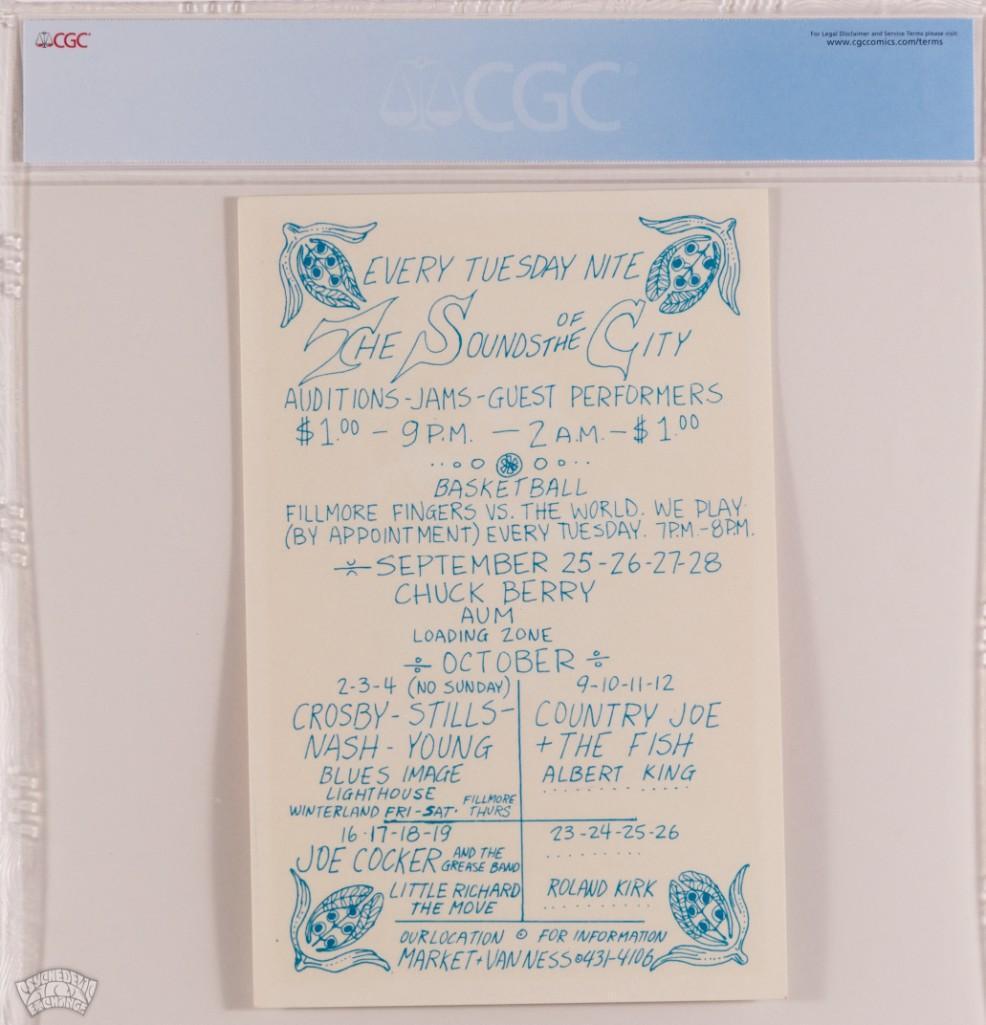 CGC
For Legal Disclaimer and Service Terms please visit
www.cgccomics.com/terms
CGC
EVERY TUESDAY NITE
THE SOUNDS OF THE CITY
AUDITIONS-JAMS-GUEST PERFORMERS
$1.00 - 9 P.M. - 2 A.M. - $1.00
BASKETBALL
FILLMORE FINGERS VS. THE WORLD. WE PLAY
(BY APPOINTMENT) EVERY TUESDAY. 7P.M.-8P.M.
SEPTEMBER 25-26-27-28
CHUCK BERRY
AUM
LOADING ZONE
÷ OCTOBER ÷
2-3-4 (NO SUNDAY)
CROSBY-STILLS-
NASH-YOUNG
BLUES IMAGE
LIGHTHOUSE
WINTERLAND FRI-SAT. FILLMORE THURS
9-10-11-12
COUNTRY JOE
+ THE FISH
ALBERT KING
16-17-18-19
JOE COCKER AND THE GREASE BAND
LITTLE RICHARD
THE MOVE
23-24-25-26
ROLAND KIRK
OUR LOCATION FOR INFORMATION
MARKET + VAN NESS 431-4106
PSYCHEDELIC
ART
EXCHANGE